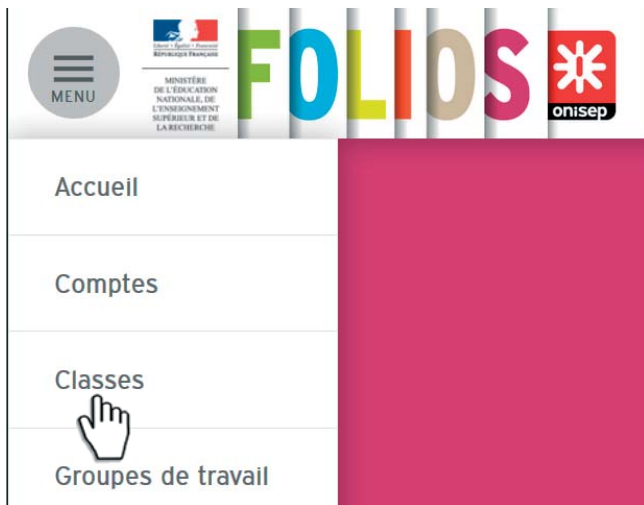 MENU
Liberté • Égalité • Fraternité
RÉPUBLIQUE FRANÇAISE
MINISTÈRE
DE L'ÉDUCATION
NATIONALE, DE
L'ENSEIGNEMENT
SUPÉRIEUR ET DE
LA RECHERCHE
FOLIOS
onisep
Accueil
Comptes
Classes
Groupes de travail